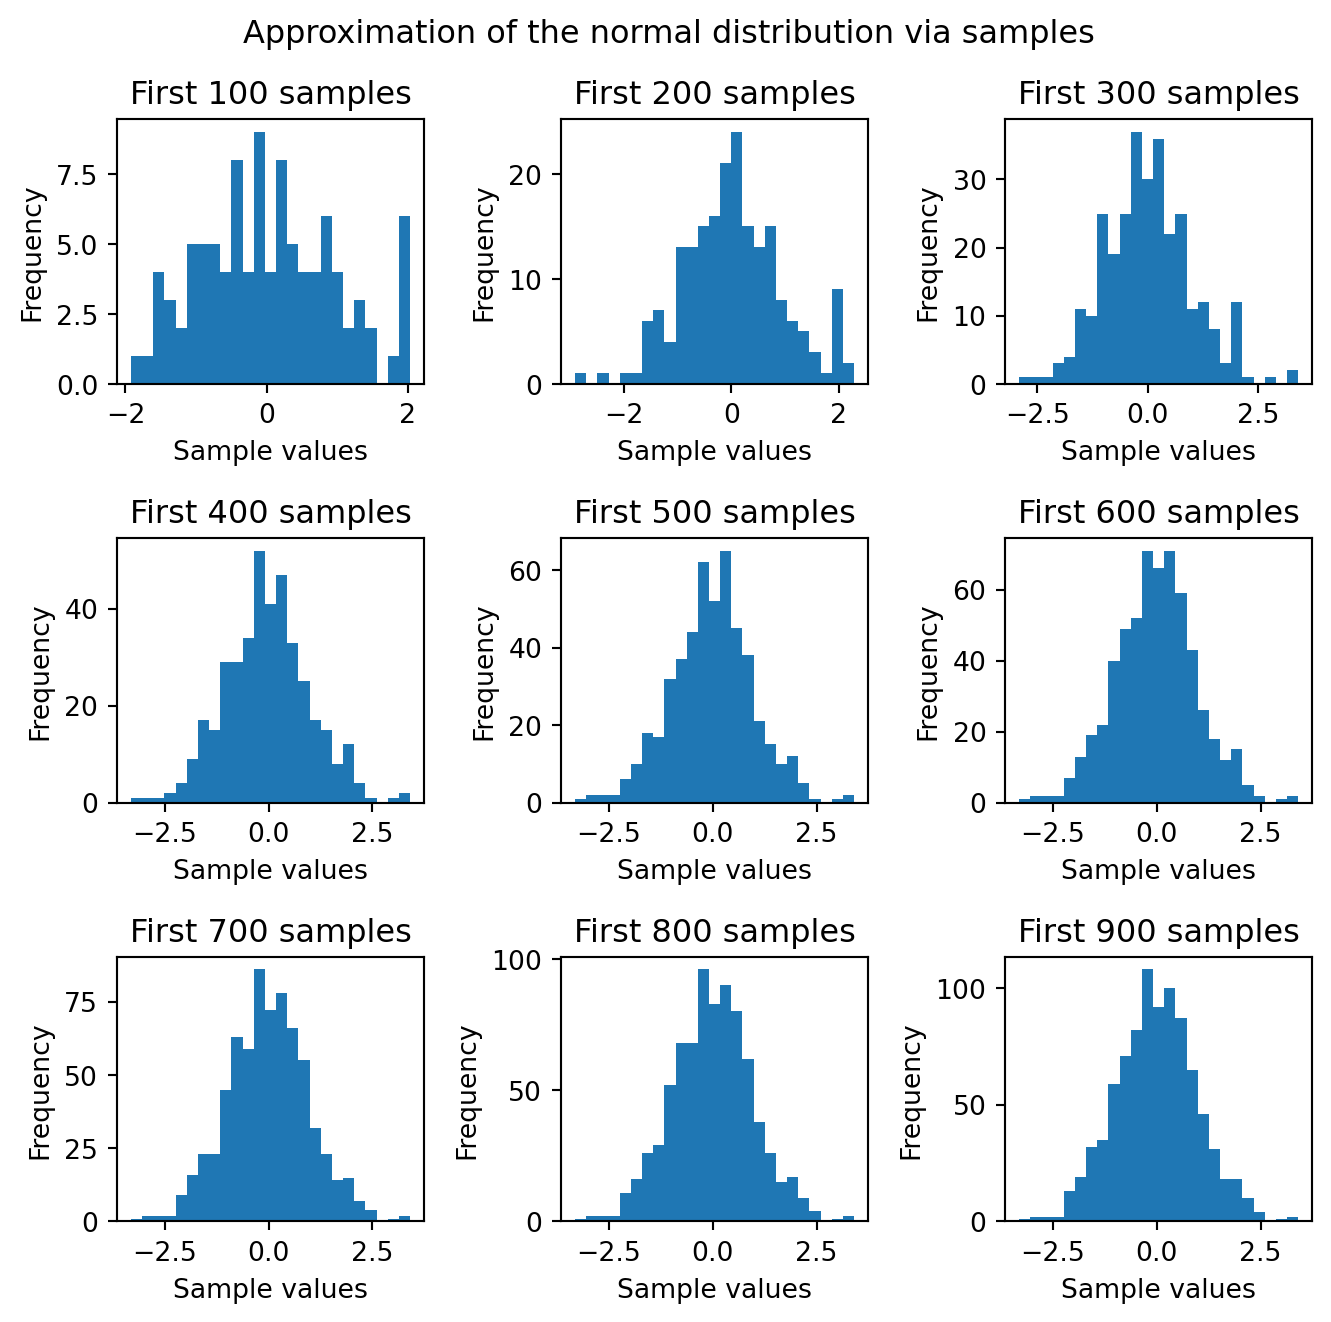 Approximation of the normal distribution via samples
First 100 samples
First 200 samples
First 300 samples
Frequency
7.5
5.0
2.5
0.0
−2
0
2
Sample values
Frequency
20
10
0
−2
0
2
Sample values
Frequency
30
20
10
0
−2.5
0.0
2.5
Sample values
First 400 samples
First 500 samples
First 600 samples
Frequency
40
20
0
−2.5
0.0
2.5
Sample values
Frequency
60
40
20
0
−2.5
0.0
2.5
Sample values
Frequency
60
40
20
0
−2.5
0.0
2.5
Sample values
First 700 samples
First 800 samples
First 900 samples
Frequency
75
50
25
0
−2.5
0.0
2.5
Sample values
Frequency
100
50
0
−2.5
0.0
2.5
Sample values
Frequency
100
50
0
−2.5
0.0
2.5
Sample values